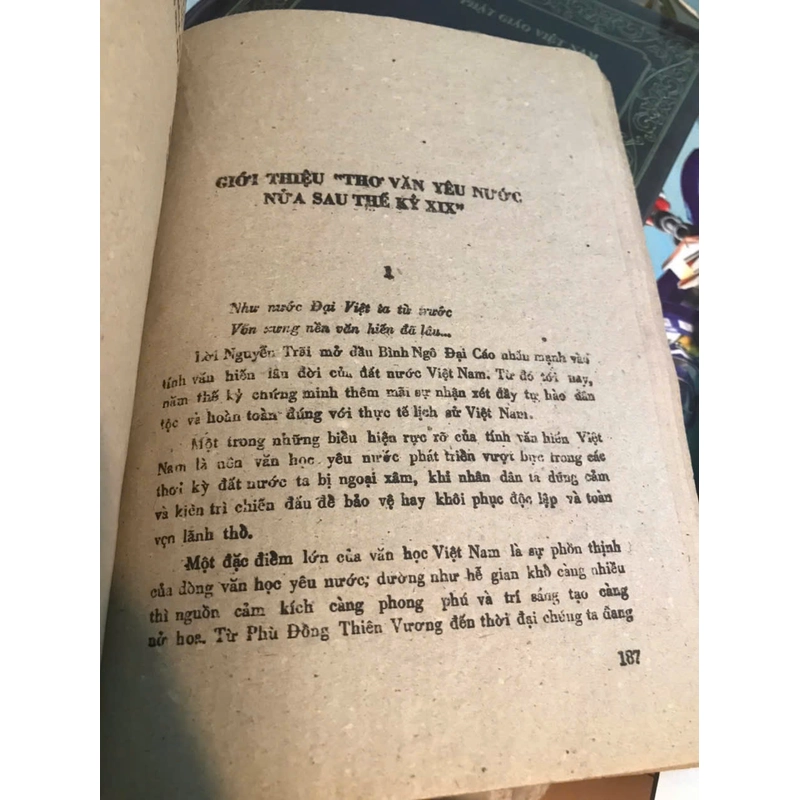 PHẬT GIÁO VIỆT NAM
GIỚI THIỆU "THƠ VĂN YÊU NƯỚC
NỬA SAU THẾ KỶ XIX"
1
Như nước Đại Việt ta từ trước
Vốn xưng nền văn hiến đã lâu...
Lời Nguyễn Trãi mở đầu Bình Ngô Đại Cáo nhấn mạnh vào
tính văn hiến lâu đời của đất nước Việt Nam. Từ đó tới nay,
năm thế kỷ chứng minh thêm mãi sự nhận xét đầy tự hào dân
tộc và hoàn toàn đúng với thực tế lịch sử Việt Nam.
Một trong những biểu hiện rực rỡ của tính văn hiến Việt
Nam là nền văn học yêu nước phát triển vượt bực trong các
thời kỳ đất nước ta bị ngoại xâm, khi nhân dân ta dũng cảm
và kiên trì chiến đấu để bảo vệ hay khôi phục độc lập và toàn
vẹn lãnh thổ.
Một đặc điểm lớn của văn học Việt Nam là sự phồn thịnh
của dòng văn học yêu nước; dường như hễ gian khổ càng nhiều
thì nguồn cảm kích càng phong phú và trí sáng tạo càng
nở hoa. Từ Phù Đồng Thiên Vương đến thời đại chúng ta đang
187